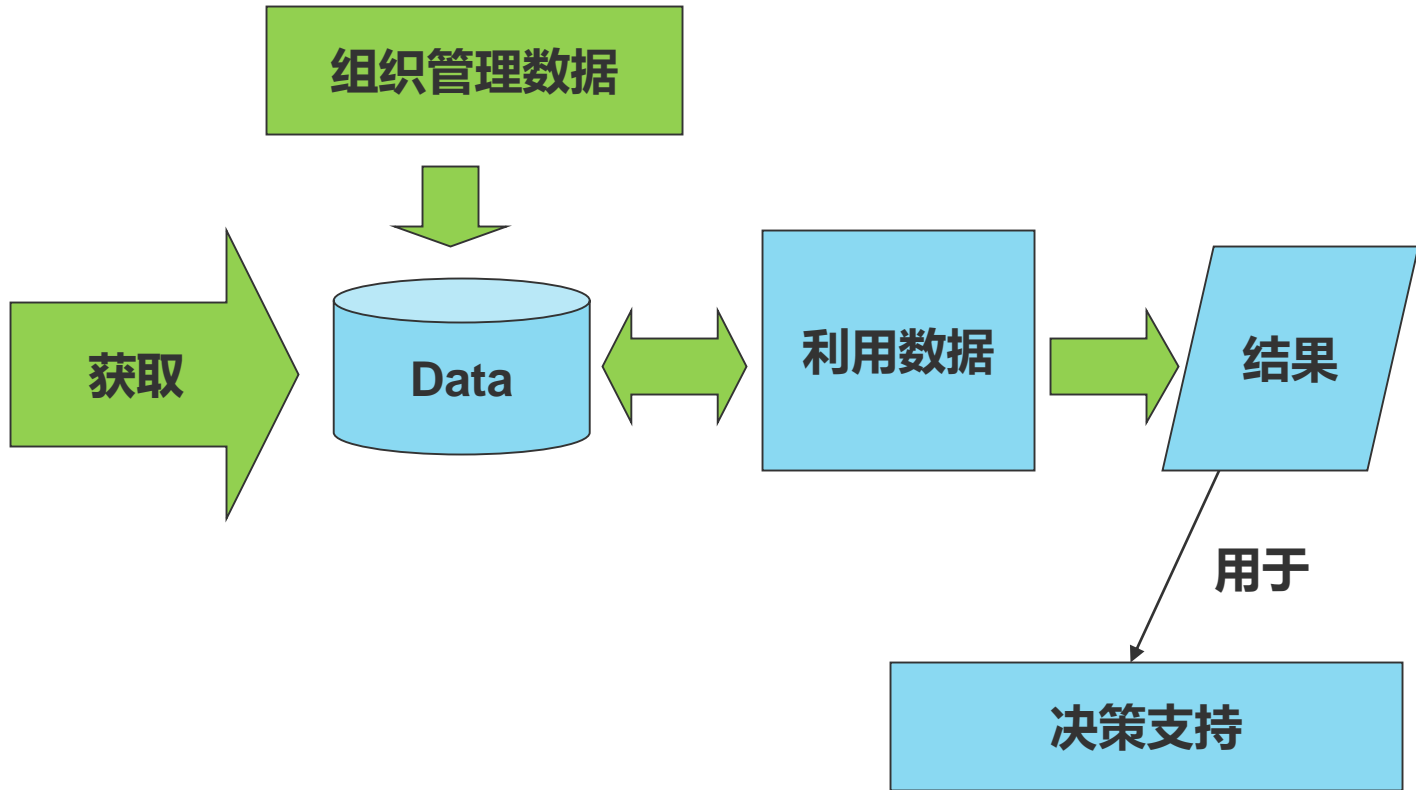 组织管理数据
获取
Data
利用数据
结果
用于
决策支持